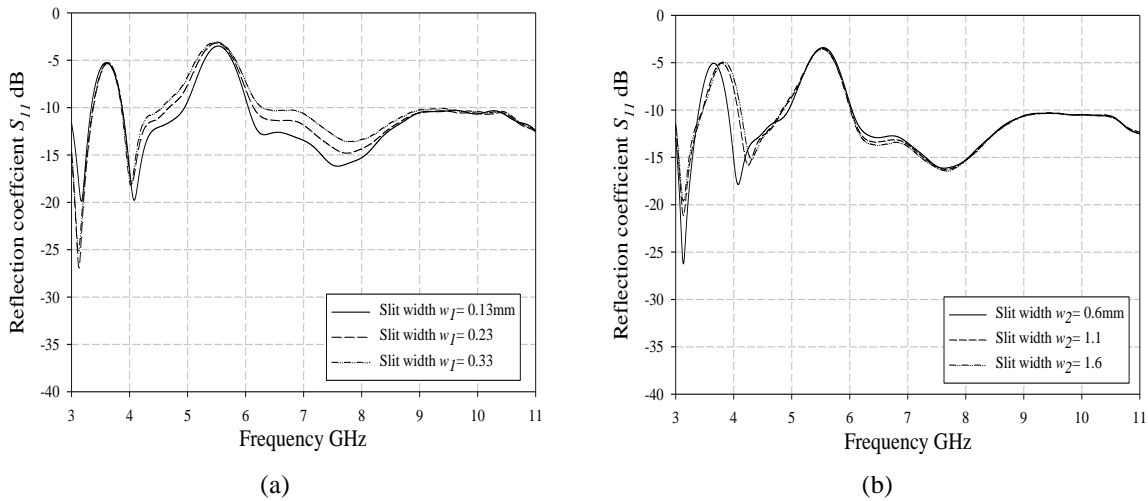 Reflection coeffcient S11 dB
0
-5
-10
-15
-20
-25
-30
-35
-40
3 4 5 6 7 8 9 10 11
Frequency GHz
Slit width w1= 0.13mm
Slit width w1= 0.23
Slit width w1= 0.33
(a)
Reflection coefficient S11 dB
0
-5
-10
-15
-20
-25
-30
-35
-40
3 4 5 6 7 8 9 10 11
Frequency GHz
Slit width w2= 0.6mm
Slit width w2= 1.1
Slit width w2= 1.6
(b)